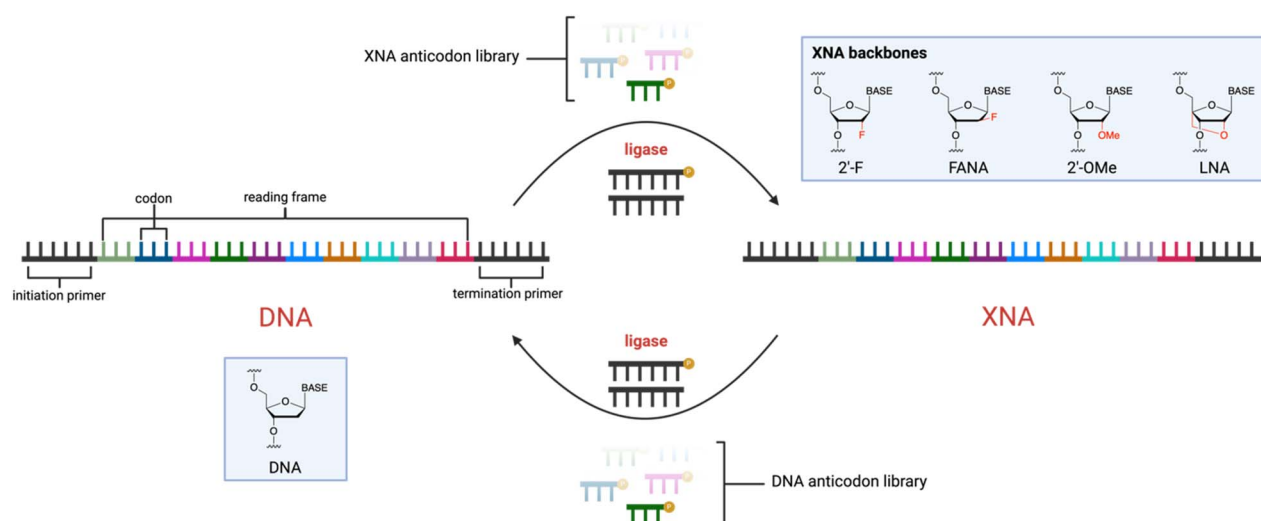 XNA anticodon library
P
P
P
XNA backbones
O
O
BASE
O
F
2'-F
O
O
BASE
O
F
FANA
O
O
BASE
O
OMe
2'-OMe
O
O
BASE
O
O
LNA
ligase
P
codon
reading frame
initiation primer
termination primer
DNA
XNA
ligase
P
O
O
BASE
O
DNA
P
P
P
DNA anticodon library